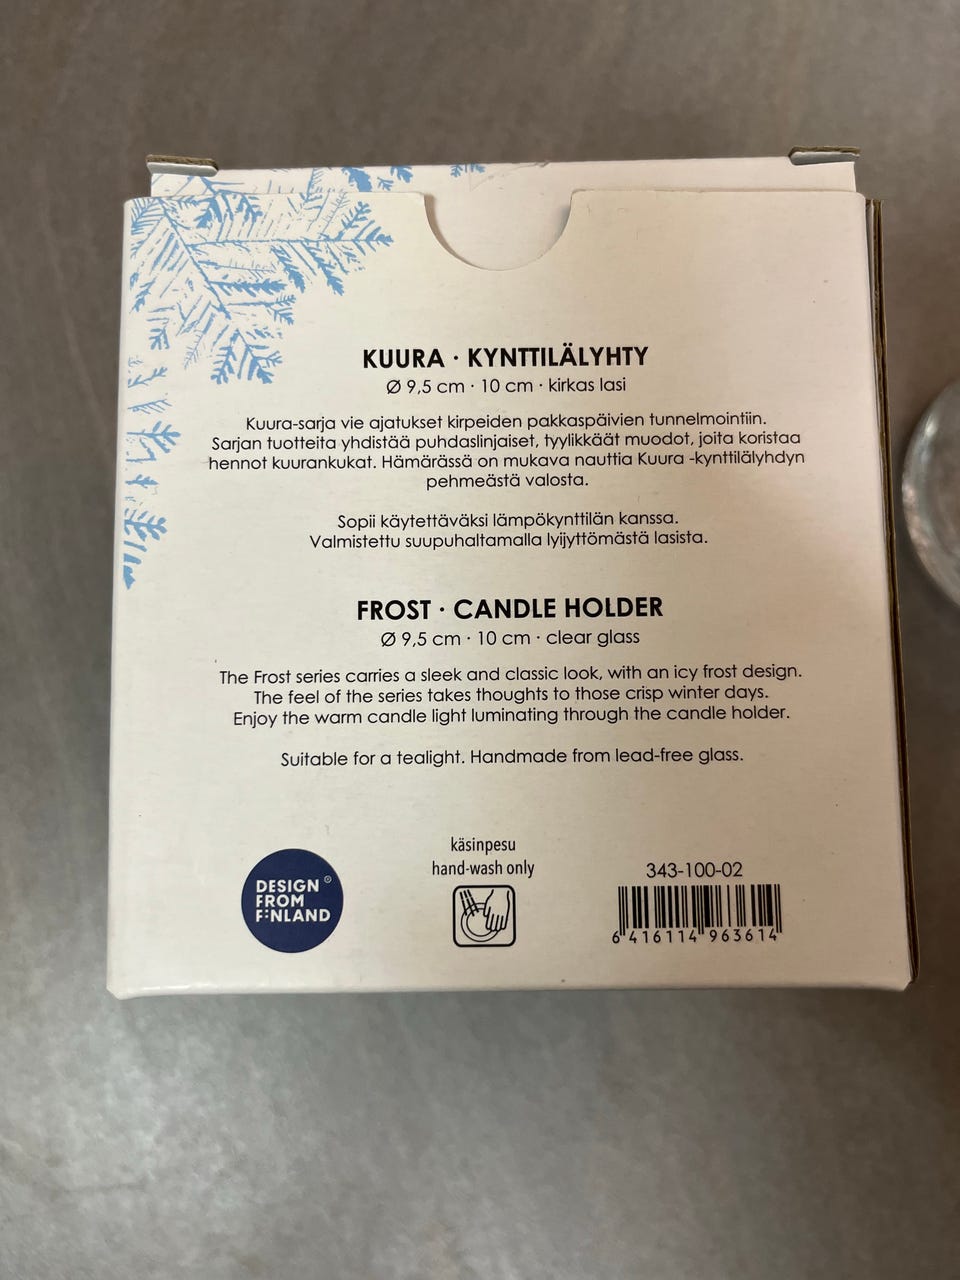 KUURA · KYNTTILÄLYHTY
Ø 9,5 cm · 10 cm · kirkas lasi
Kuura-sarja vie ajatukset kirpeiden pakkaspäivien tunnelmointiin.
Sarjan tuotteita yhdistää puhdaslinjaiset, tyylikkäät muodot, joita koristaa
hennot kuurankukat. Hämärässä on mukava nauttia Kuura -kynttilälyhdyn
pehmeästä valosta.
Sopii käytettäväksi lämpökynttilän kanssa.
Valmistettu suupuhaltamalla lyijyttömästä lasista.
FROST · CANDLE HOLDER
Ø 9,5 cm · 10 cm · clear glass
The Frost series carries a sleek and classic look, with an icy frost design.
The feel of the series takes thoughts to those crisp winter days.
Enjoy the warm candle light luminating through the candle holder.
Suitable for a tealight. Handmade from lead-free glass.
DESIGN ®
FROM
FINLAND
käsinpesu
hand-wash only
343-100-02
6 416114 963614